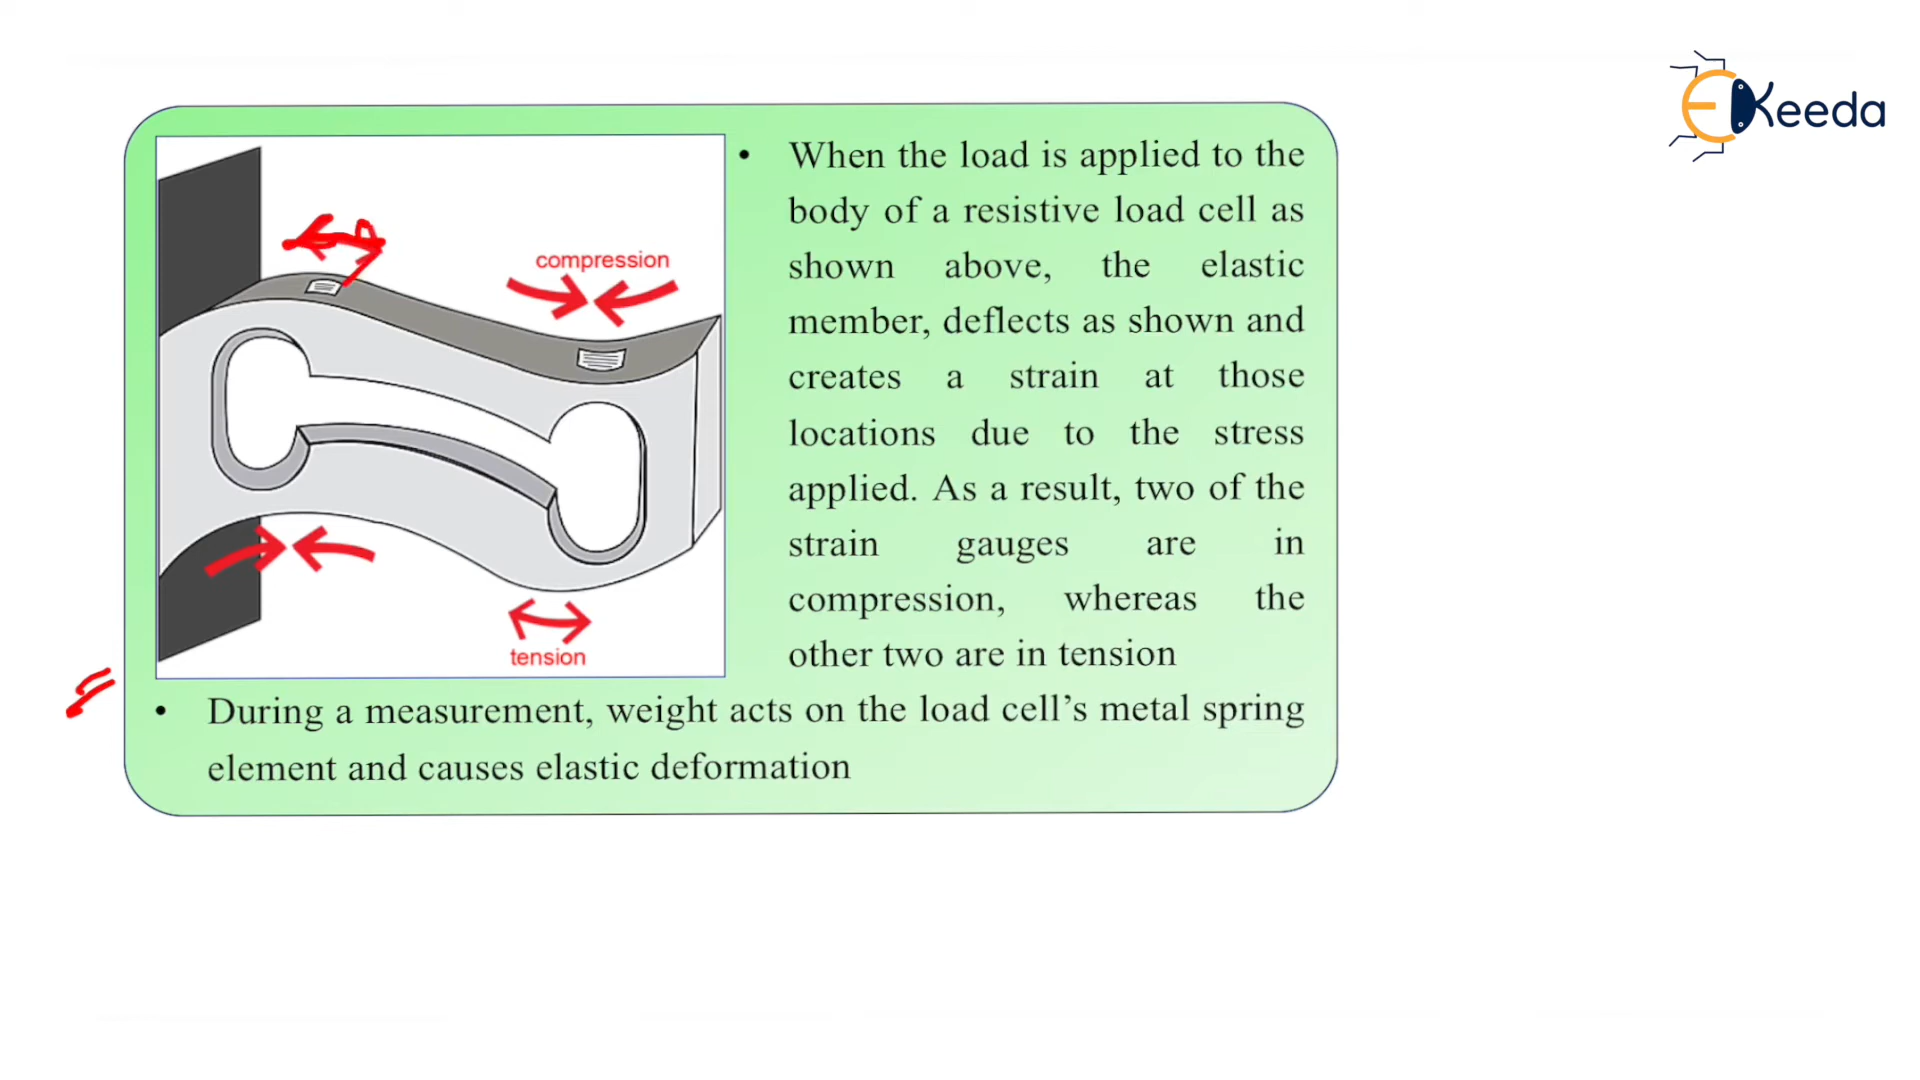 EKeeda
compression
tension
• When the load is applied to the
body of a resistive load cell as
shown above, the elastic
member, deflects as shown and
creates a strain at those
locations due to the stress
applied. As a result, two of the
strain gauges are in
compression, whereas the
other two are in tension
• During a measurement, weight acts on the load cell’s metal spring
element and causes elastic deformation